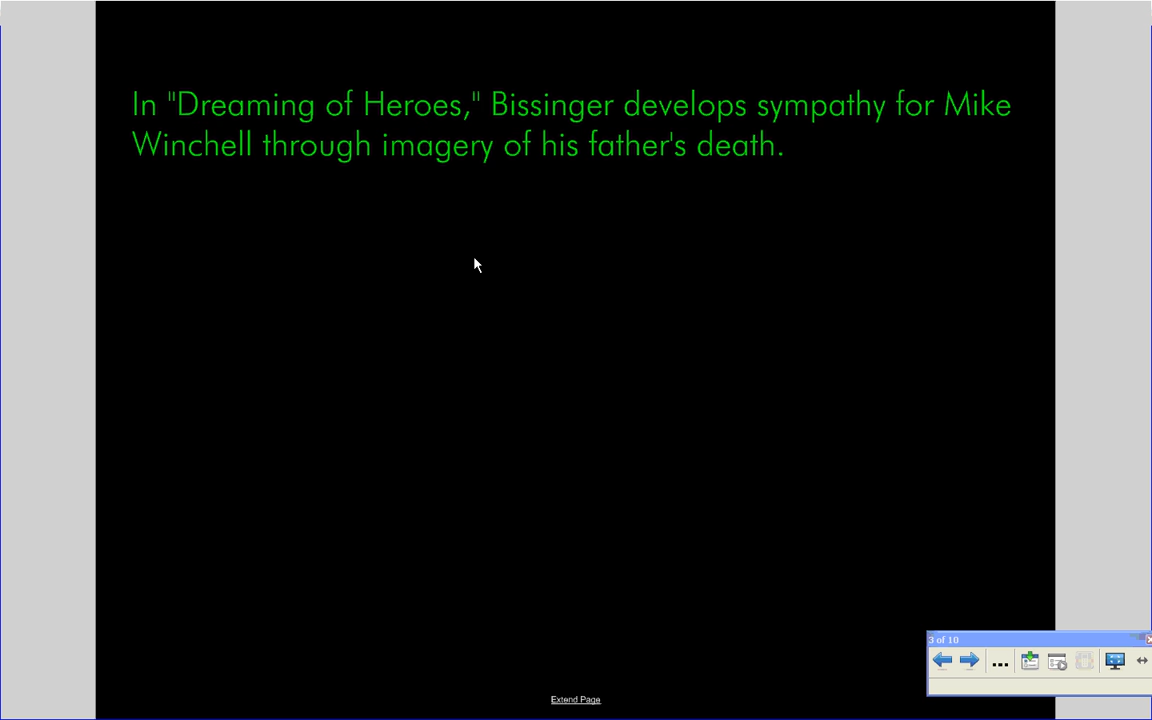 In "Dreaming of Heroes," Bissinger develops sympathy for Mike
Winchell through imagery of his father's death.
3 of 10
...
Extend Page